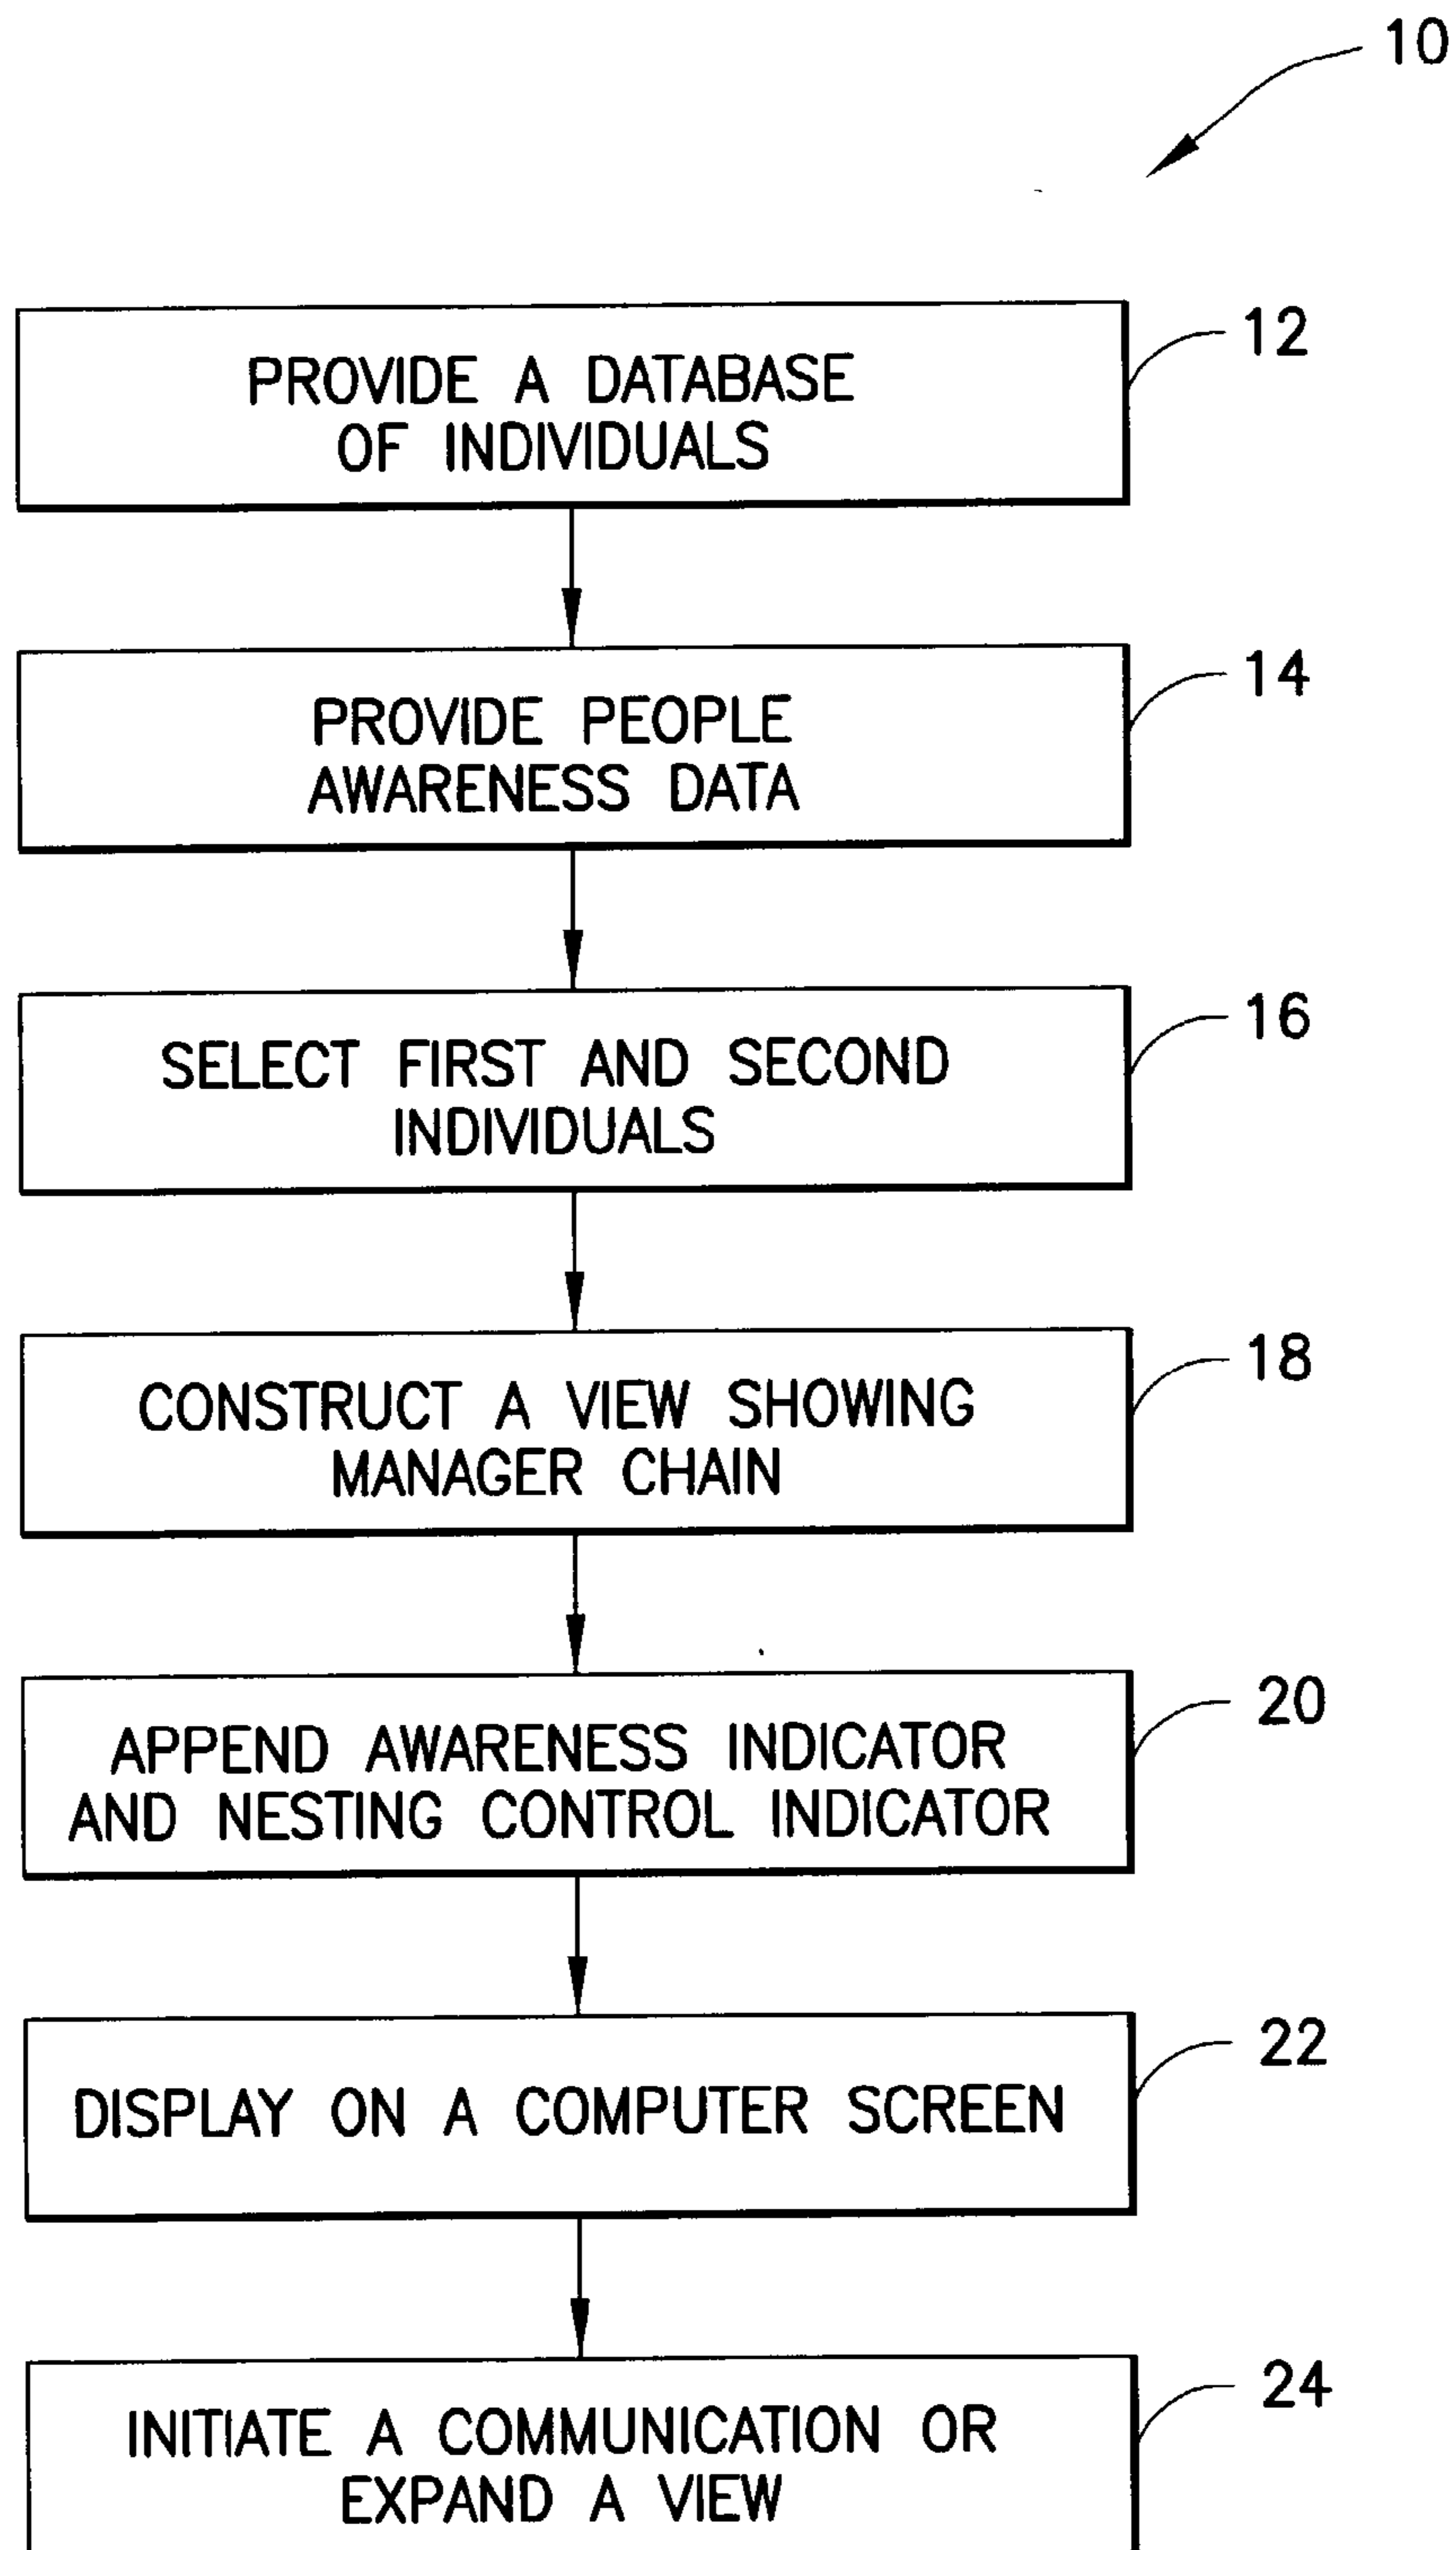 10
PROVIDE A DATABASE
OF INDIVIDUALS
12
PROVIDE PEOPLE
AWARENESS DATA
14
SELECT FIRST AND SECOND
INDIVIDUALS
16
CONSTRUCT A VIEW SHOWING
MANAGER CHAIN
18
APPEND AWARENESS INDICATOR
AND NESTING CONTROL INDICATOR
20
DISPLAY ON A COMPUTER SCREEN
22
INITIATE A COMMUNICATION OR
EXPAND A VIEW
24